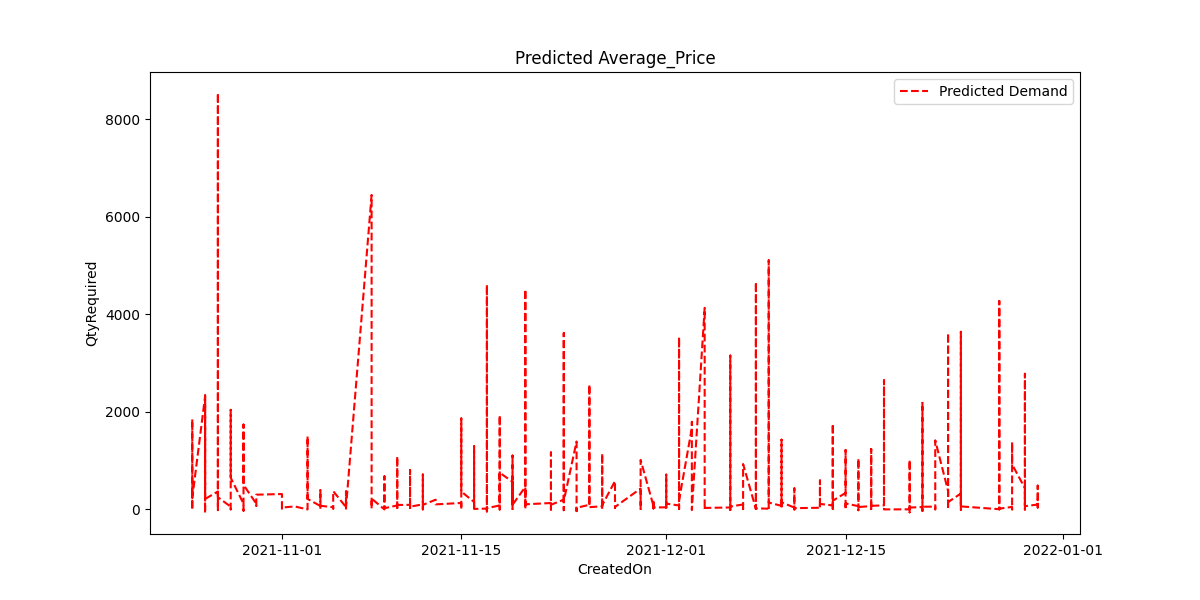 Predicted Average_Price
Predicted Demand
8000
6000
4000
2000
0
QtyRequired
2021-11-01
2021-11-15
2021-12-01
2021-12-15
2022-01-01
CreatedOn